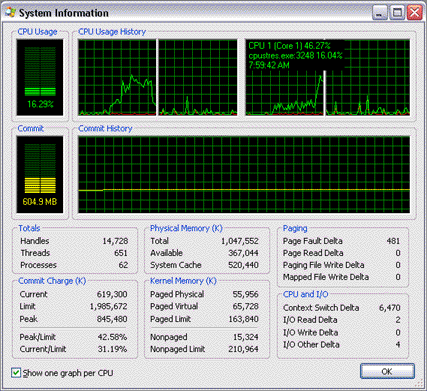 System Information
CPU Usage
CPU Usage History
16.29%
CPU 1 (Core 1) 46.27%
cpustres.exe:3248 16.04%
7:59:42 AM
Commit
Commit History
604.9 MB
Totals
Handles 14,728
Threads 651
Processes 62
Physical Memory (K)
Total 1,047,552
Available 367,044
System Cache 520,440
Paging
Page Fault Delta 481
Page Read Delta 0
Paging File Write Delta 0
Mapped File Write Delta 0
Commit Charge (K)
Current 619,300
Limit 1,985,672
Peak 845,480
Peak/Limit 42.58%
Current/Limit 31.19%
Kernel Memory (K)
Paged Physical 55,956
Paged Virtual 65,728
Paged Limit 163,840
Nonpaged 15,324
Nonpaged Limit 210,964
CPU and I/O
Context Switch Delta 6,470
I/O Read Delta 2
I/O Write Delta 0
I/O Other Delta 4
Show one graph per CPU
OK